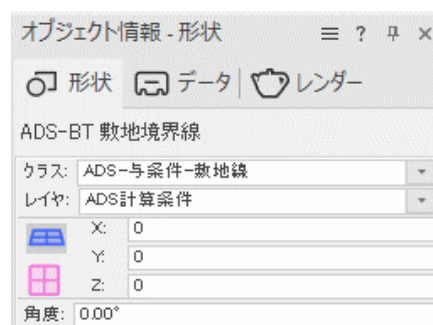 オブジェクト情報 - 形状 ≡ ? ×
形状 データ レンダー
ADS-BT 敷地境界線
クラス: ADS-与条件-敷地線
レイヤ: ADS計算条件
X: 0
Y: 0
Z: 0
角度: 0.00°